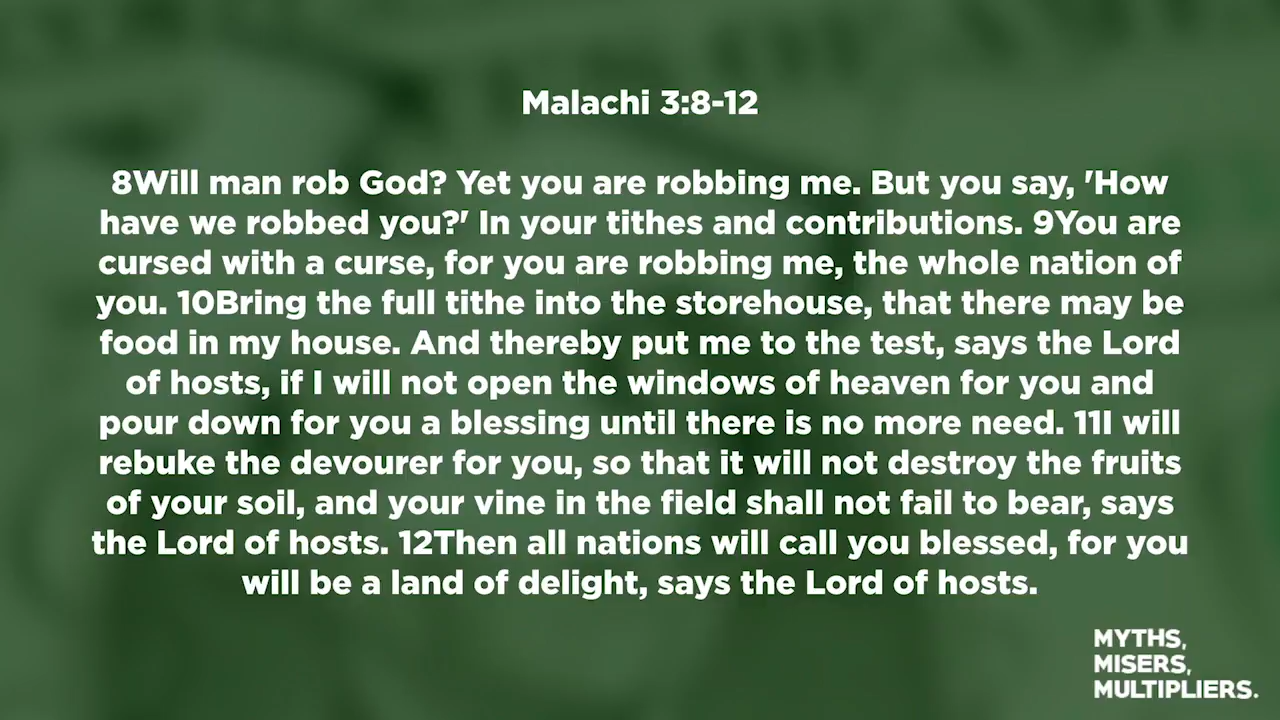 Malachi 3:8-12
8Will man rob God? Yet you are robbing me. But you say, 'How
have we robbed you?' In your tithes and contributions. 9You are
cursed with a curse, for you are robbing me, the whole nation of
you. 10Bring the full tithe into the storehouse, that there may be
food in my house. And thereby put me to the test, says the Lord
of hosts, if I will not open the windows of heaven for you and
pour down for you a blessing until there is no more need. 11I will
rebuke the devourer for you, so that it will not destroy the fruits
of your soil, and your vine in the field shall not fail to bear, says
the Lord of hosts. 12Then all nations will call you blessed, for you
will be a land of delight, says the Lord of hosts.
MYTHS,
MISERS,
MULTIPLIERS.